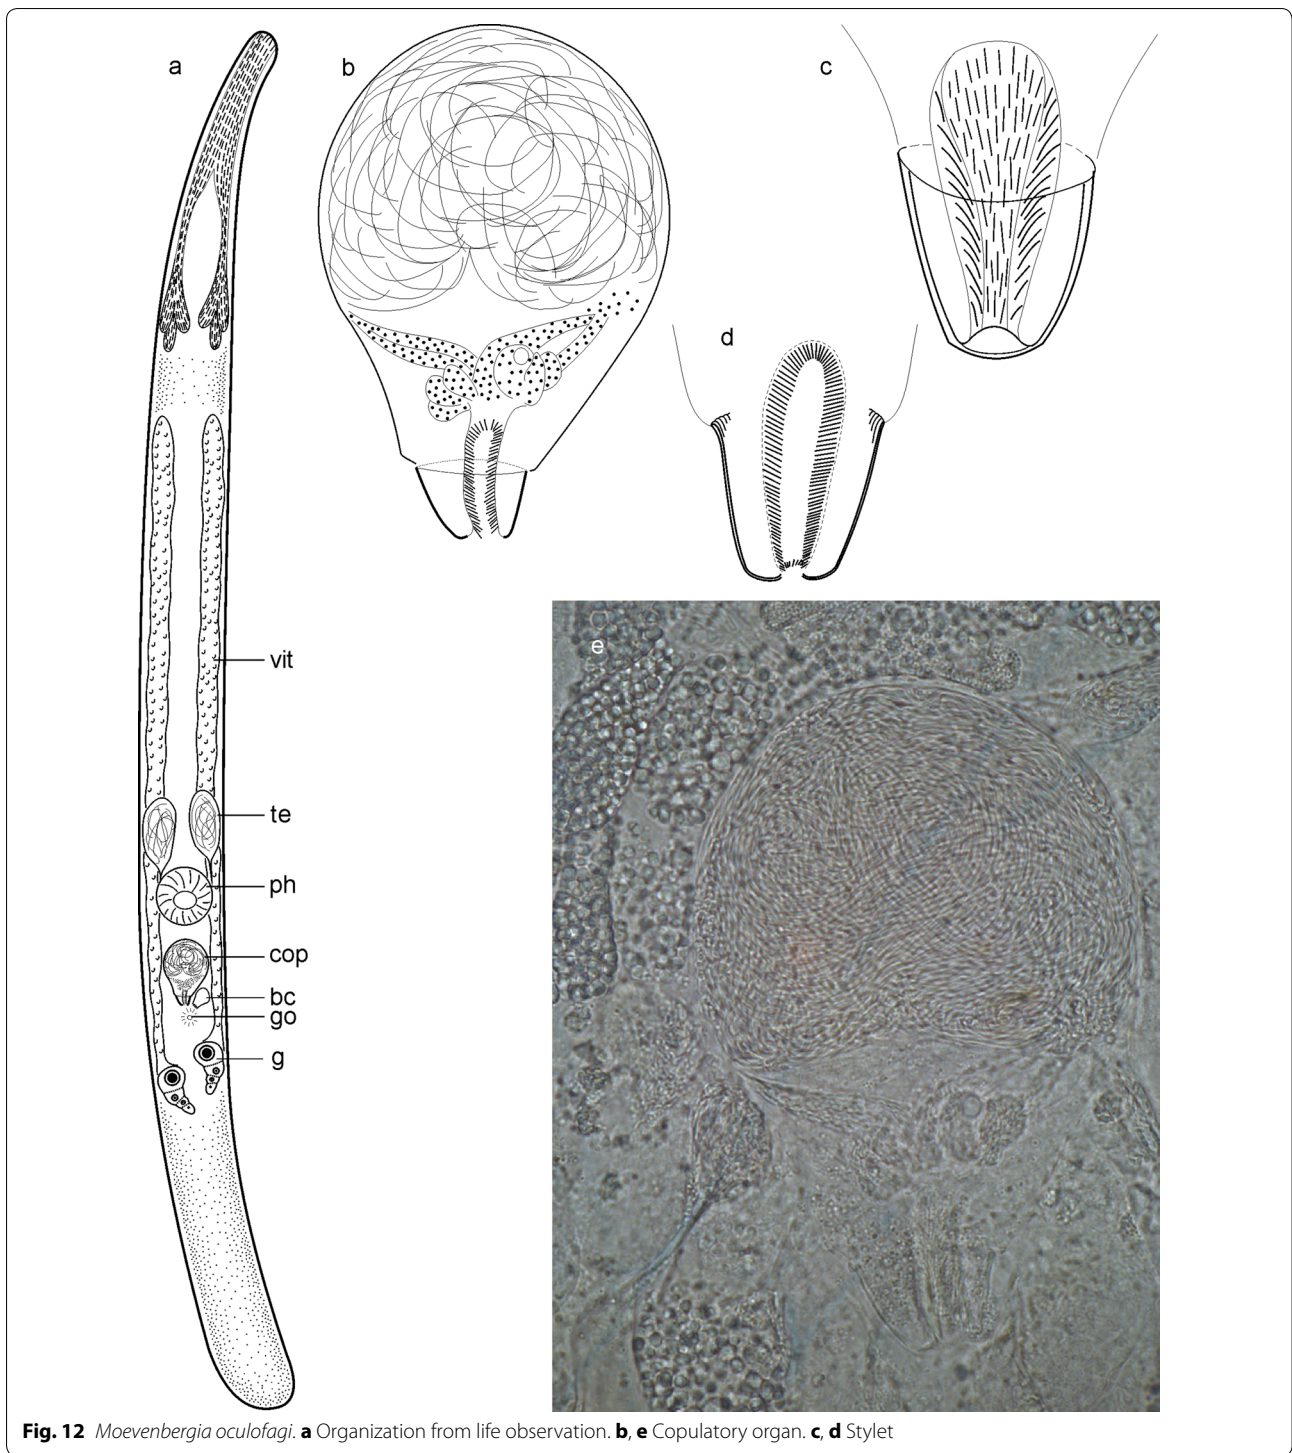 a
b
c
d
vit
te
ph
cop
bc
go
g
e
Fig. 12 Moevenbergia oculofagi. a Organization from life observation. b, e Copulatory organ. c, d Stylet